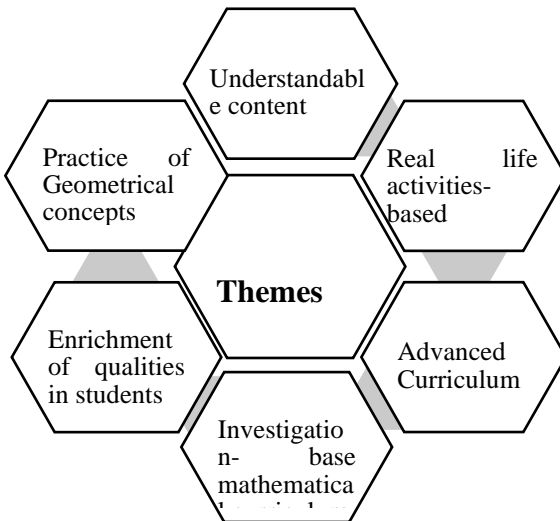 Understandabl
e content
Practice of
Geometrical
concepts
Real life
activities-
based
Themes
Enrichment
of qualities
in students
Advanced
Curriculum
Investigatio
n- base
mathematica